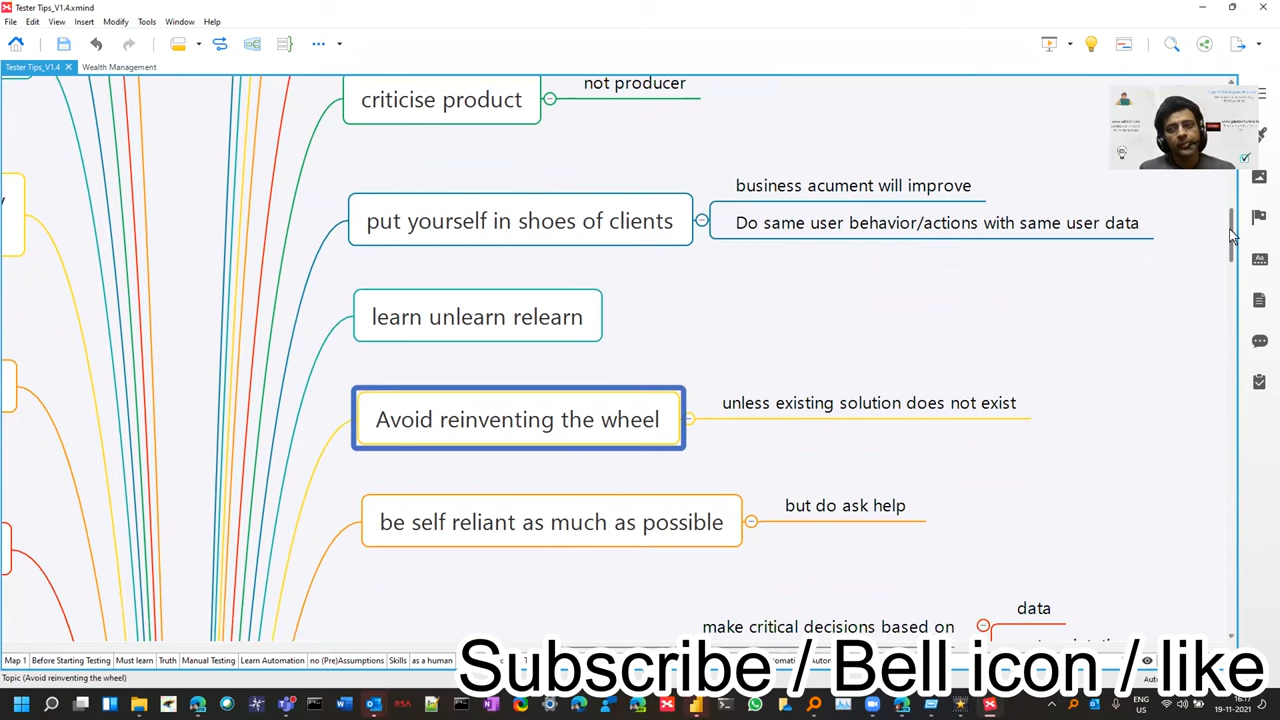 Tester Tips_V1.4.xmind
File Edit View Insert Modify Tools Window Help
Tester Tips_V1.4
Wealth Management
criticise product
not producer
put yourself in shoes of clients
business acument will improve
Do same user behavior/actions with same user data
learn unlearn relearn
Avoid reinventing the wheel
unless existing solution does not exist
be self reliant as much as possible
but do ask help
make critical decisions based on
data
Map 1 Before Starting Testing Must learn Truth Manual Testing Learn Automation no (Pre)Assumptions Skills as a human
Subscribe / Bell icon / like
Topic (Avoid reinventing the wheel)
RSA
ENG
19-11-2021